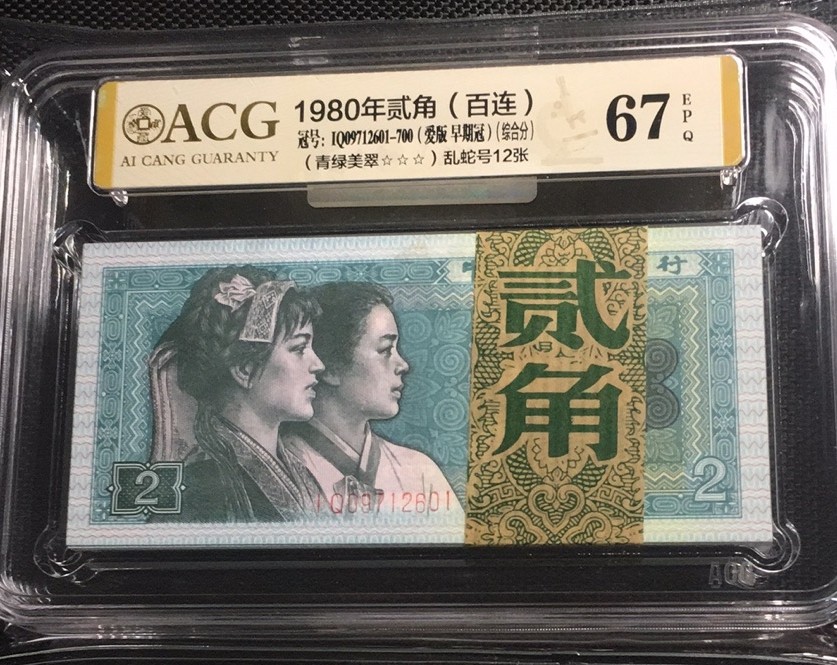 ACG
AI CANG GUARANTY
1980年贰角（百连）
冠号: IQ09712601-700（爱版 早期冠）(综合分)
（青绿美翠☆☆☆）乱蛇号12张
67
EPQ
行
贰角
2
2
IQ09712601
ACG